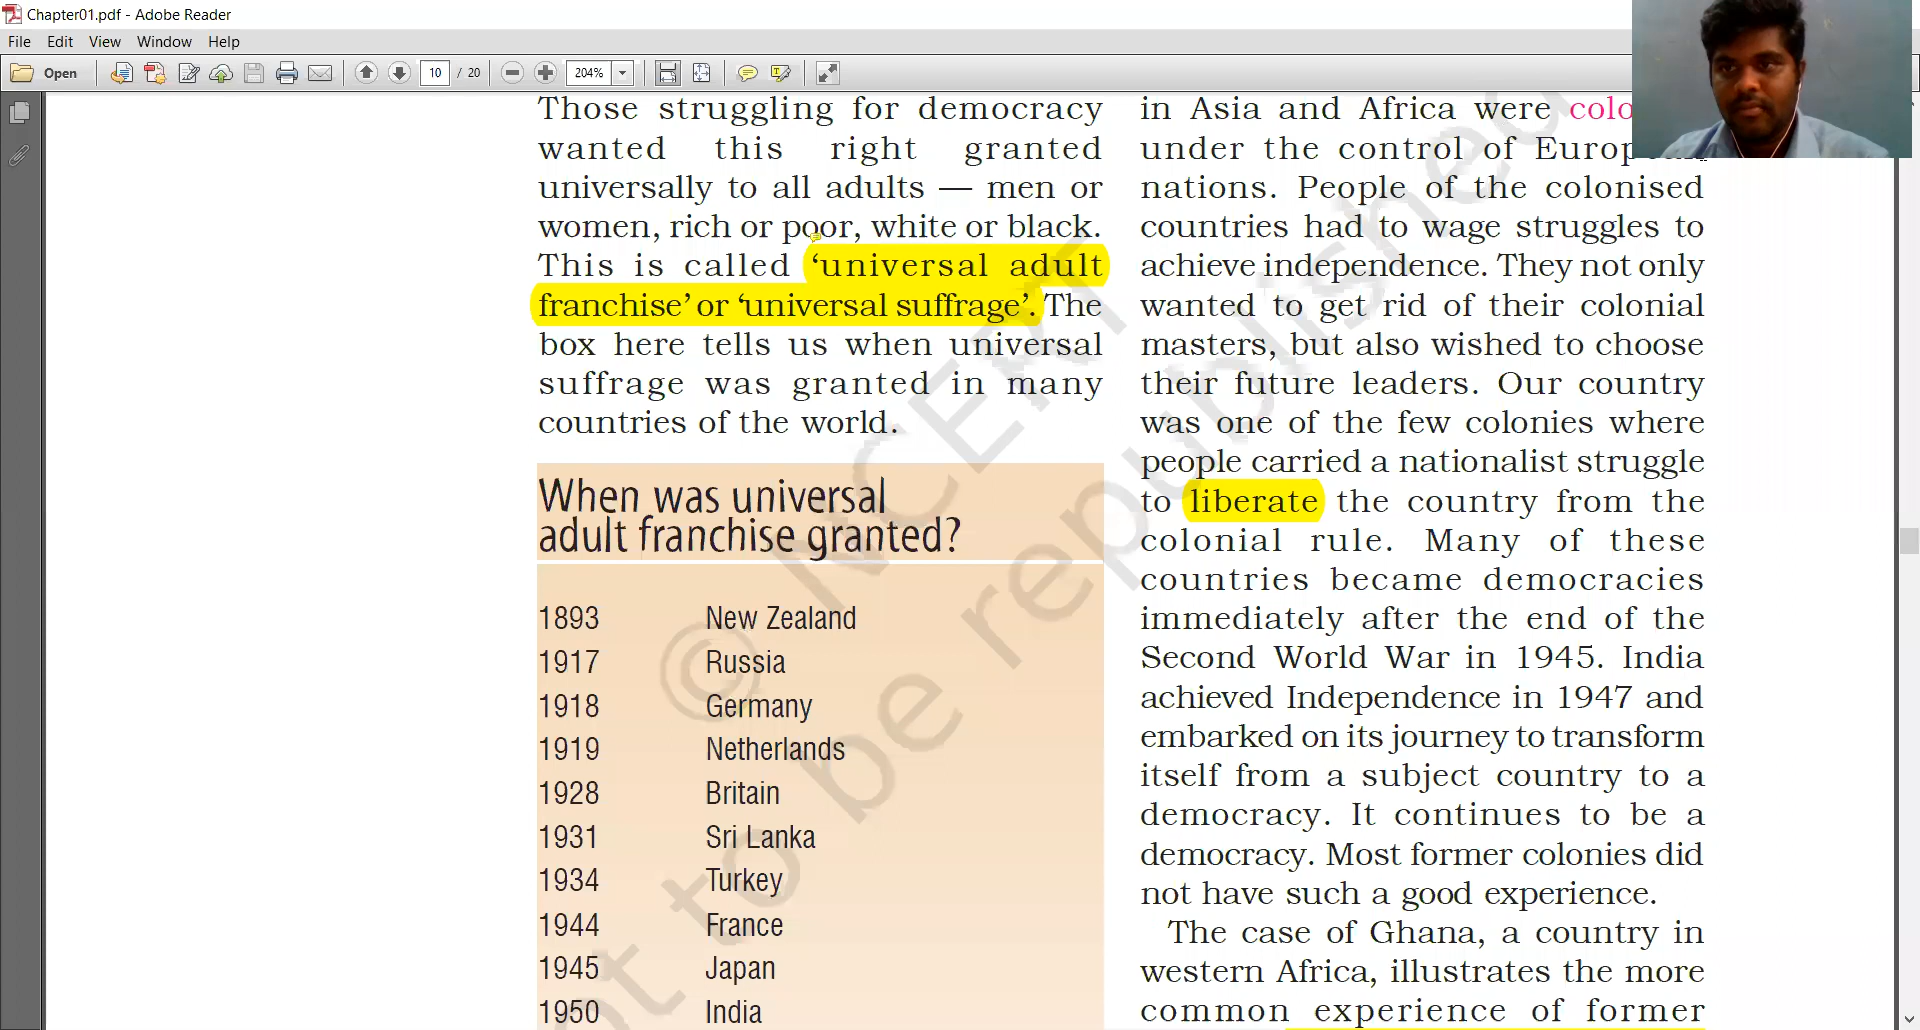 Chapter01.pdf - Adobe Reader
File Edit View Window Help
Open 10 / 20 204%
Those struggling for democracy
wanted this right granted
universally to all adults — men or
women, rich or poor, white or black.
This is called ‘universal adult
franchise’ or ‘universal suffrage’. The
box here tells us when universal
suffrage was granted in many
countries of the world.
When was universal
adult franchise granted?
1893 New Zealand
1917 Russia
1918 Germany
1919 Netherlands
1928 Britain
1931 Sri Lanka
1934 Turkey
1944 France
1945 Japan
1950 India
in Asia and Africa were
under the control of
nations. People of the colonised
countries had to wage struggles to
achieve independence. They not only
wanted to get rid of their colonial
masters, but also wished to choose
their future leaders. Our country
was one of the few colonies where
people carried a nationalist struggle
to liberate the country from the
colonial rule. Many of these
countries became democracies
immediately after the end of the
Second World War in 1945. India
achieved Independence in 1947 and
embarked on its journey to transform
itself from a subject country to a
democracy. It continues to be a
democracy. Most former colonies did
not have such a good experience.
The case of Ghana, a country in
western Africa, illustrates the more
common experience of former
© NCERT
not to be republished